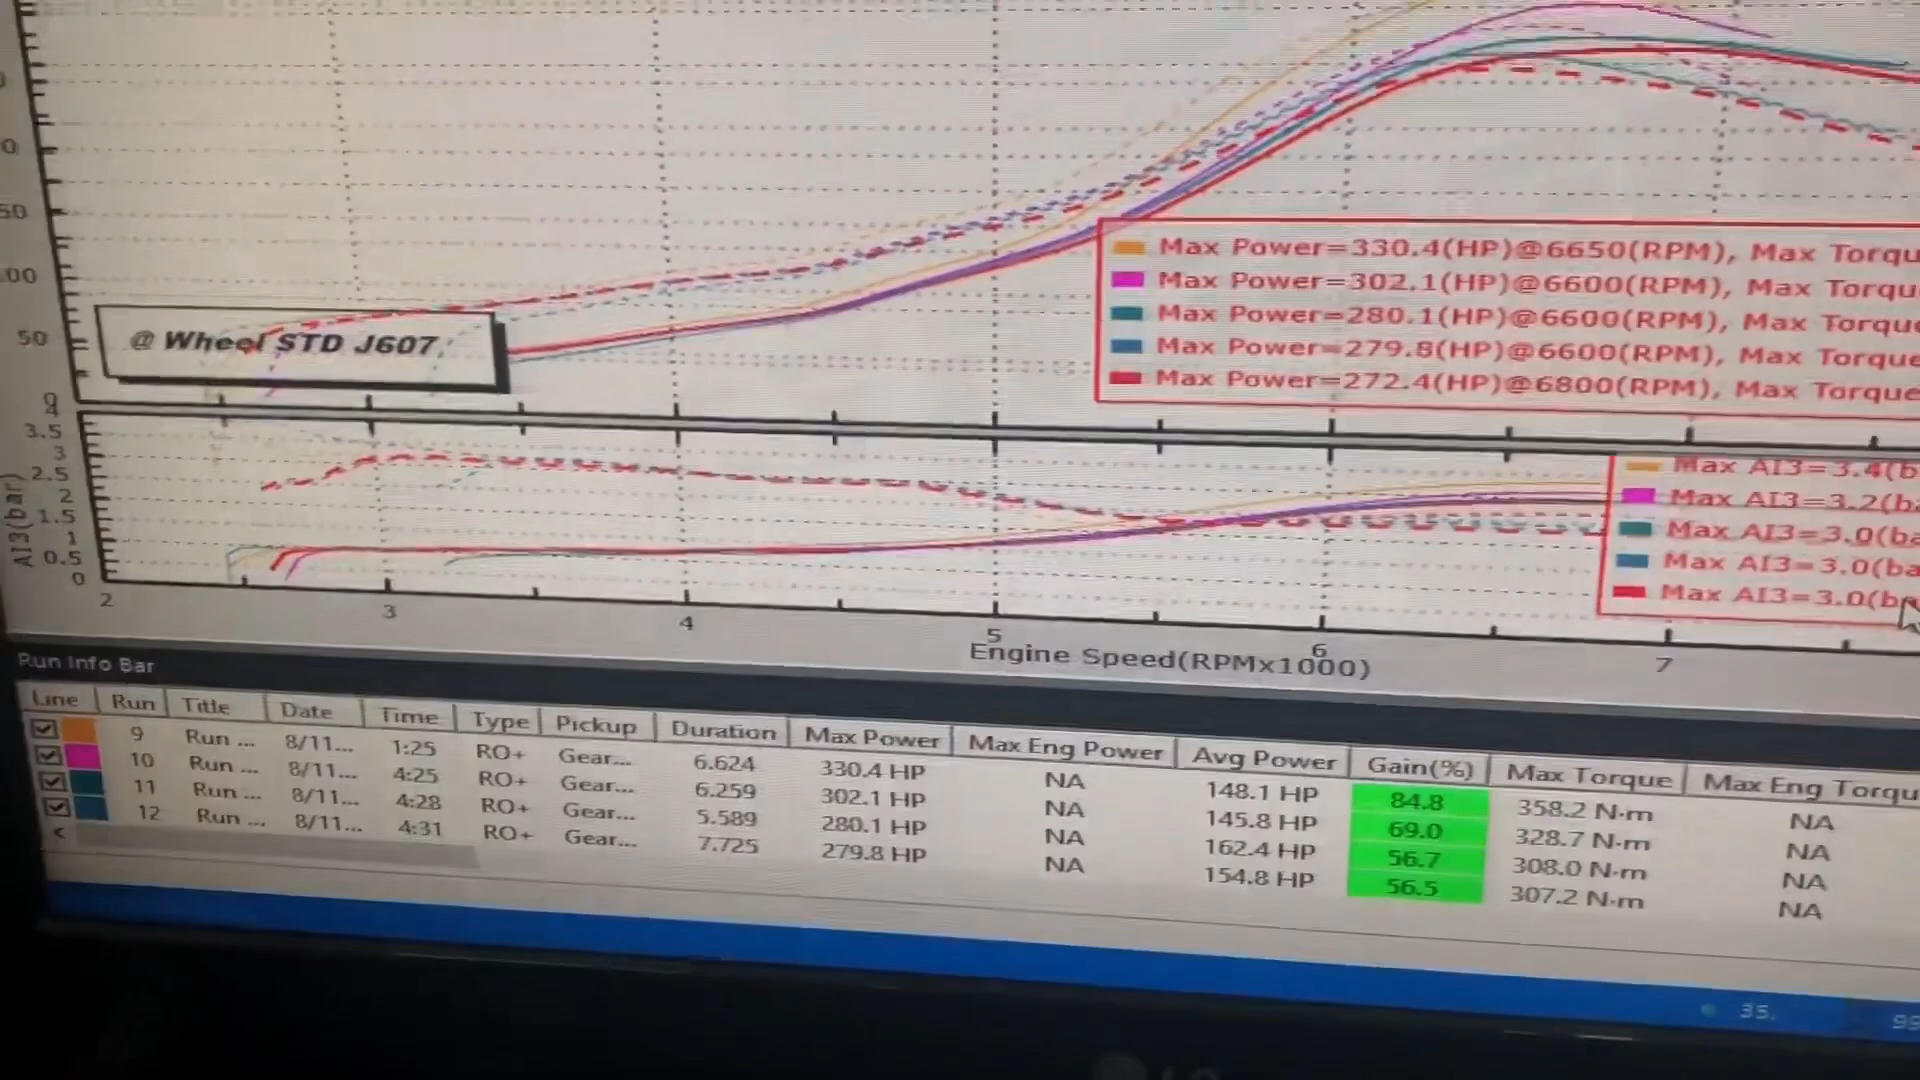 50
00
50
0
@ Wheel STD J607
Max Power=330.4(HP)@6650(RPM), Max Torqu
Max Power=302.1(HP)@6600(RPM), Max Torqu
Max Power=280.1(HP)@6600(RPM), Max Torque
Max Power=279.8(HP)@6600(RPM), Max Torque
Max Power=272.4(HP)@6800(RPM), Max Torque
4
3.5
3
2.5
2
1.5
1
0.5
0
AI3(bar)
Max AI3=3.4(b
Max AI3=3.2(ba
Max AI3=3.0(ba
Max AI3=3.0(ba
Max AI3=3.0(b
2 3 4 5 6 7
Engine Speed(RPMx1000)
Run Info Bar
Line Run Title Date Time Type Pickup Duration Max Power Max Eng Power Avg Power Gain(%) Max Torque Max Eng Torqu
9 Run ... 8/11... 1:25 RO+ Gear... 6.624 330.4 HP NA 148.1 HP 84.8 358.2 N·m NA
10 Run ... 8/11... 4:25 RO+ Gear... 6.259 302.1 HP NA 145.8 HP 69.0 328.7 N·m NA
11 Run ... 8/11... 4:28 RO+ Gear... 5.589 280.1 HP NA 162.4 HP 56.7 308.0 N·m NA
12 Run ... 8/11... 4:31 RO+ Gear... 7.725 279.8 HP NA 154.8 HP 56.5 307.2 N·m NA
35.
99